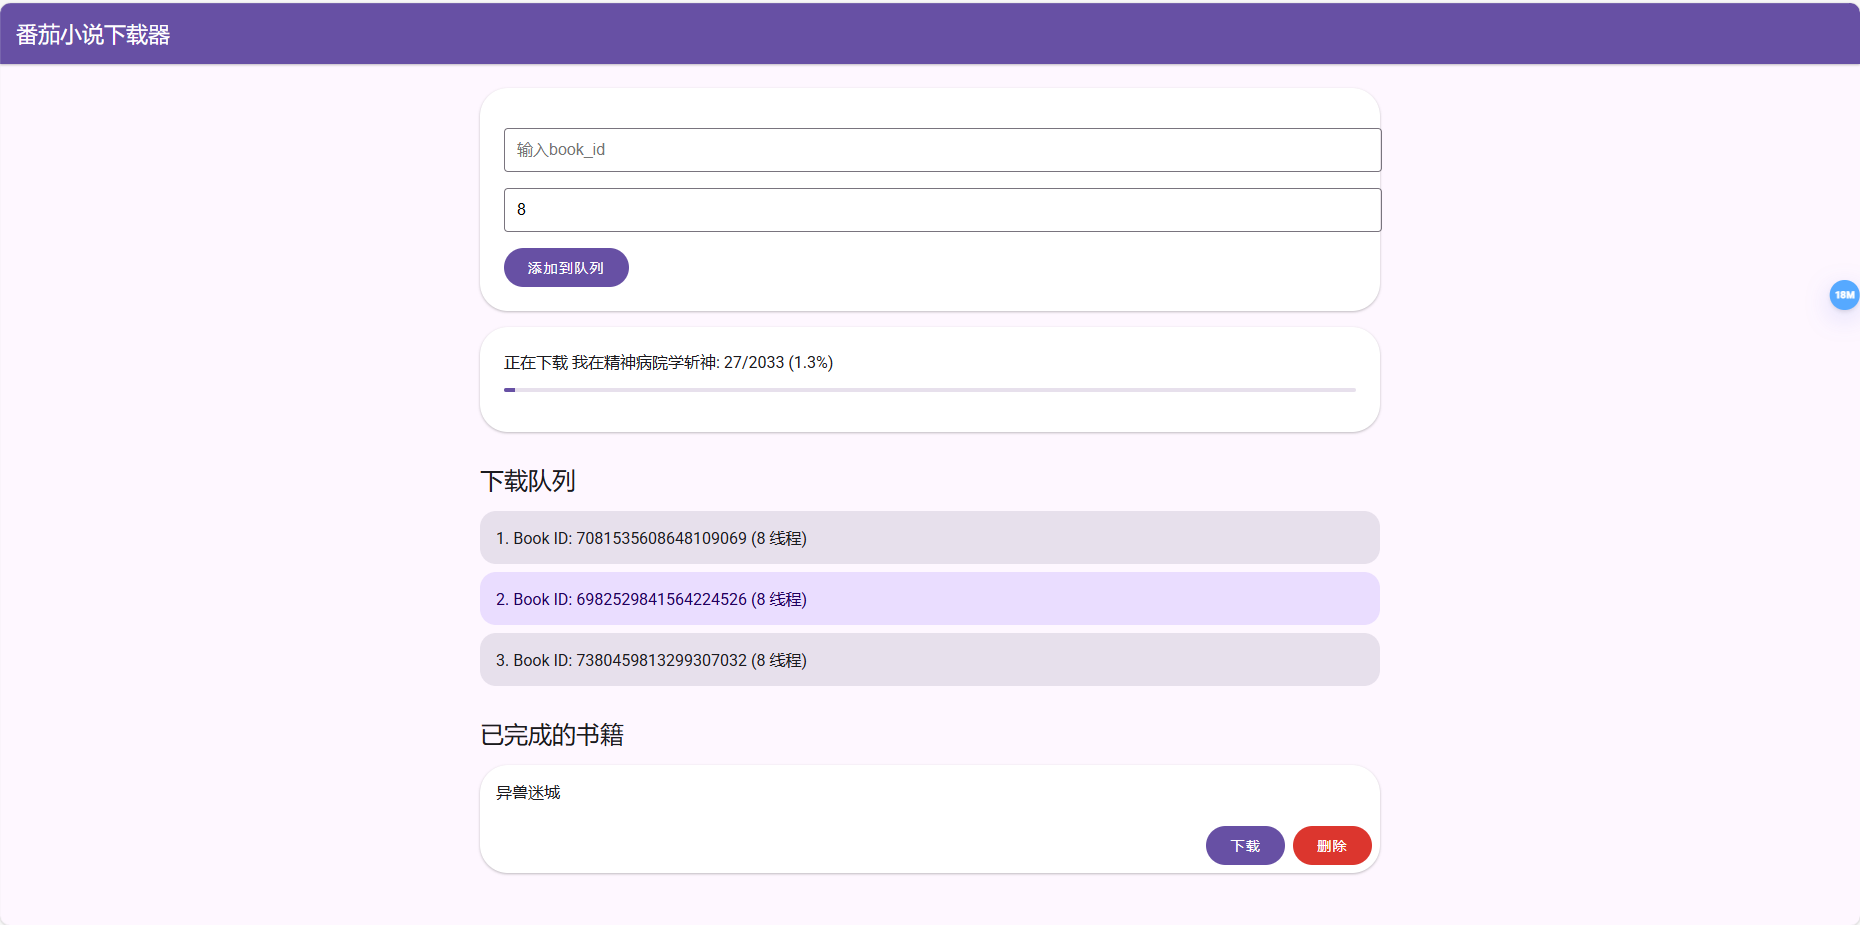 番茄小说下载器
输入book_id
8
添加到队列
18M
正在下载 我在精神病院学斩神: 27/2033 (1.3%)
下载队列
1. Book ID: 7081535608648109069 (8 线程)
2. Book ID: 6982529841564224526 (8 线程)
3. Book ID: 7380459813299307032 (8 线程)
已完成的书籍
异兽迷城
下载 删除